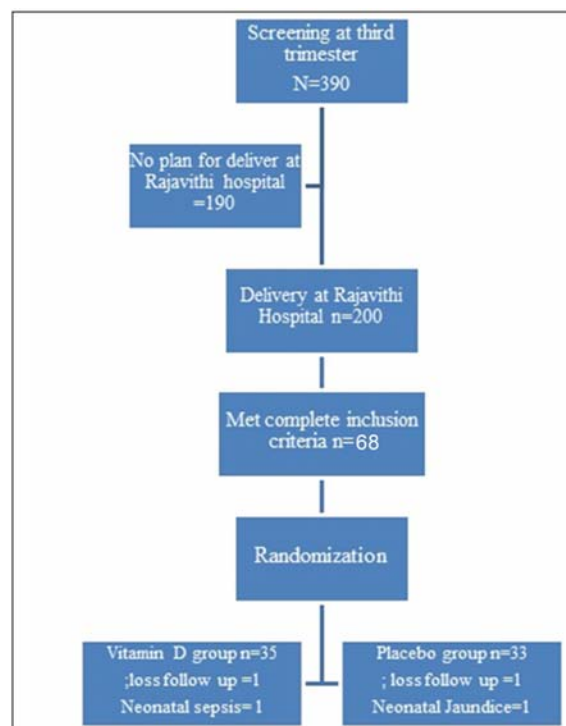 Screening at third
trimester
N=390
No plan for deliver at
Rajavithi hospital
=190
Delivery at Rajavithi
Hospital n=200
Met complete inclusion
criteria n=68
Randomization
Vitamin D group n=35
;loss follow up =1
Neonatal sepsis= 1
Placebo group n=33
; loss follow up =1
Neonatal Jaundice=1